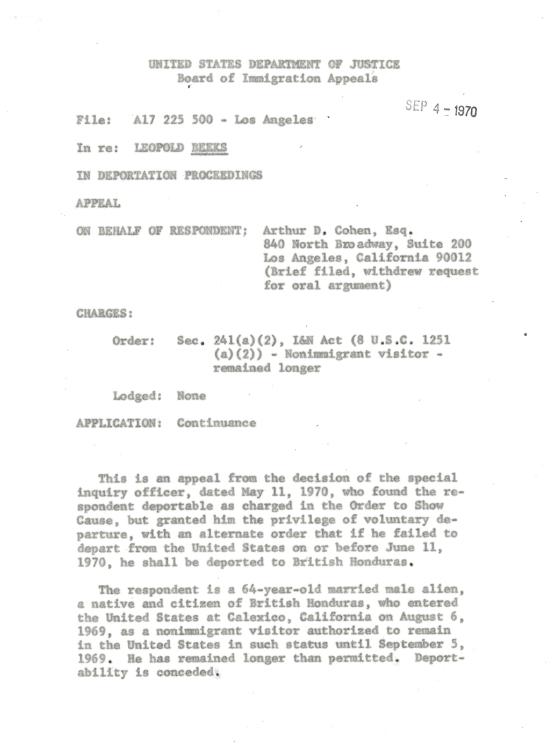 UNITED STATES DEPARTMENT OF JUSTICE
Board of Immigration Appeals
SEP 4 - 1970
File: A17 225 500 - Los Angeles
In re: LEOPOLD BEEKS
IN DEPORTATION PROCEEDINGS
APPEAL
ON BEHALF OF RESPONDENT; Arthur D. Cohen, Esq.
840 North Broadway, Suite 200
Los Angeles, California 90012
(Brief filed, withdrew request
for oral argument)
CHARGES:
Order: Sec. 241(a)(2), I&N Act (8 U.S.C. 1251
(a)(2)) - Nonimmigrant visitor -
remained longer
Lodged: None
APPLICATION: Continuance
This is an appeal from the decision of the special
inquiry officer, dated May 11, 1970, who found the re-
spondent deportable as charged in the Order to Show
Cause, but granted him the privilege of voluntary de-
parture, with an alternate order that if he failed to
depart from the United States on or before June 11,
1970, he shall be deported to British Honduras.
The respondent is a 64-year-old married male alien,
a native and citizen of British Honduras, who entered
the United States at Calexico, California on August 6,
1969, as a nonimmigrant visitor authorized to remain
in the United States in such status until September 5,
1969. He has remained longer than permitted. Deport-
ability is conceded.